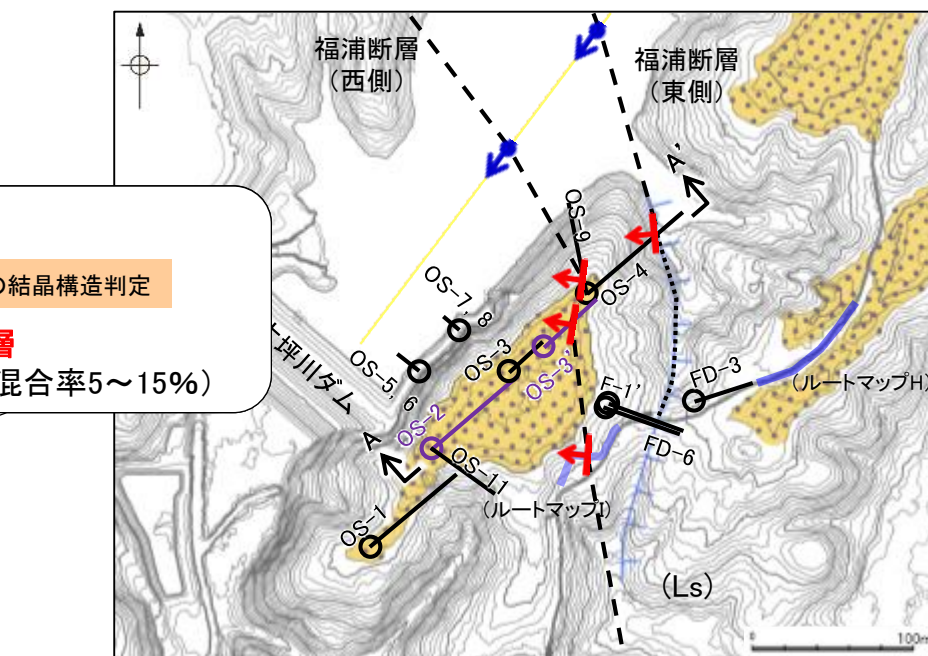 福浦断層
(西側)
福浦断層
(東側)
A'
OS-9
OS-4
OS-7, 8
の結晶構造判定
層
混合率5～15%)
坪川ダム
OS-5, 6
OS-3
OS-3'
OS-2
A
OS-11
OS-1
F-1'
FD-3
FD-6
(ルートマップH)
(ルートマップI)
(Ls)
0
100m